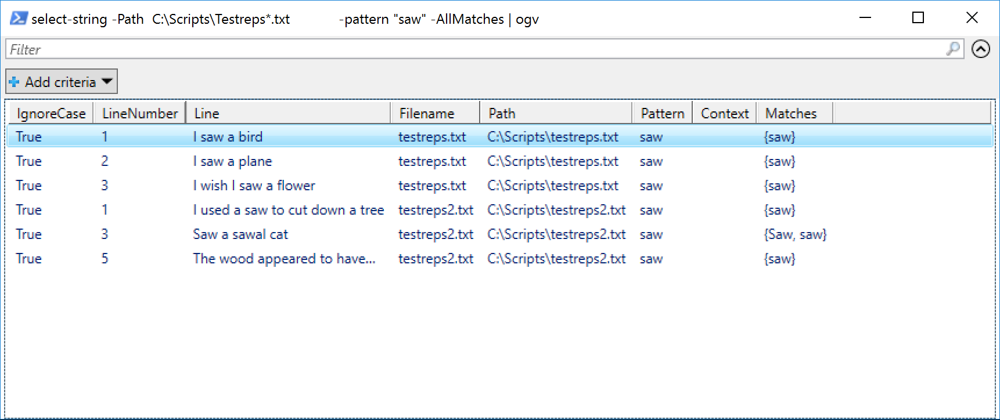 select-string -Path  C:\Scripts\Testreps*.txt            -pattern "saw" -AllMatches | ogv
Filter
Add criteria
IgnoreCase LineNumber Line Filename Path Pattern Context Matches
True 1 I saw a bird testreps.txt C:\Scripts\testreps.txt saw {saw}
True 2 I saw a plane testreps.txt C:\Scripts\testreps.txt saw {saw}
True 3 I wish I saw a flower testreps.txt C:\Scripts\testreps.txt saw {saw}
True 1 I used a saw to cut down a tree testreps2.txt C:\Scripts\testreps2.txt saw {saw}
True 3 Saw a sawal cat testreps2.txt C:\Scripts\testreps2.txt saw {Saw, saw}
True 5 The wood appeared to have... testreps2.txt C:\Scripts\testreps2.txt saw {saw}